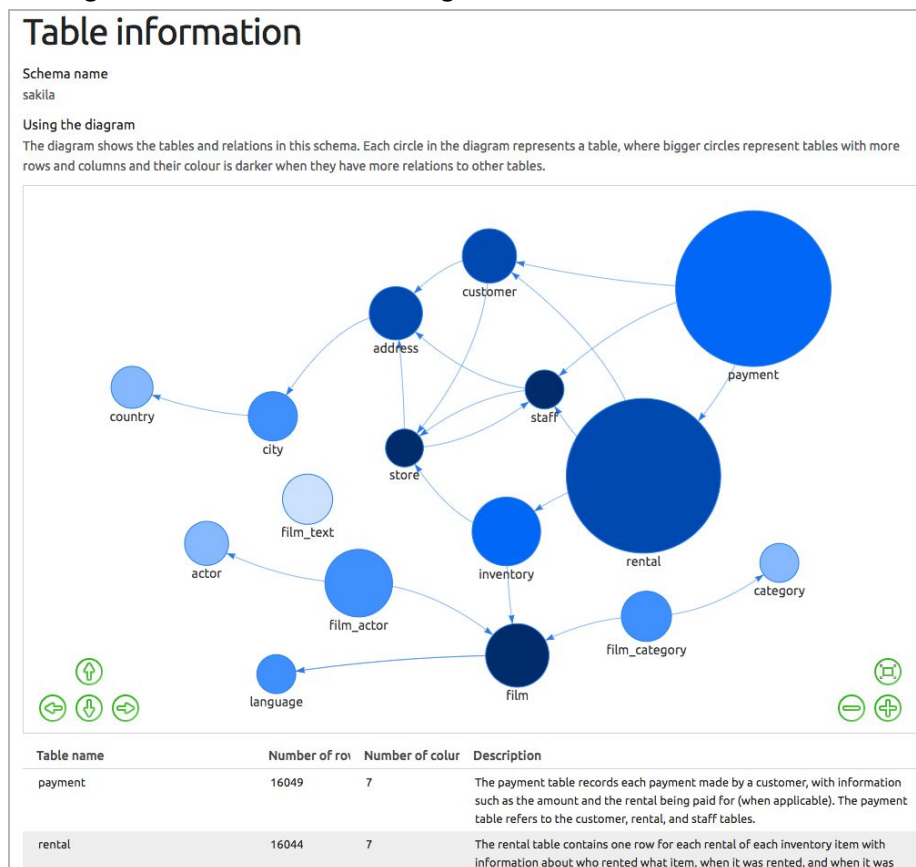 Table information
Schema name
sakila
Using the diagram
The diagram shows the tables and relations in this schema. Each circle in the diagram represents a table, where bigger circles represent tables with more
rows and columns and their colour is darker when they have more relations to other tables.
customer
address
payment
country
staff
city
store
film_text
actor
inventory
rental
category
film_actor
film_category
language
film
Table name Number of rov Number of colur Description
payment 16049 7 The payment table records each payment made by a customer, with information
such as the amount and the rental being paid for (when applicable). The payment
table refers to the customer, rental, and staff tables.
rental 16044 7 The rental table contains one row for each rental of each inventory item with
information about who rented what item, when it was rented, and when it was